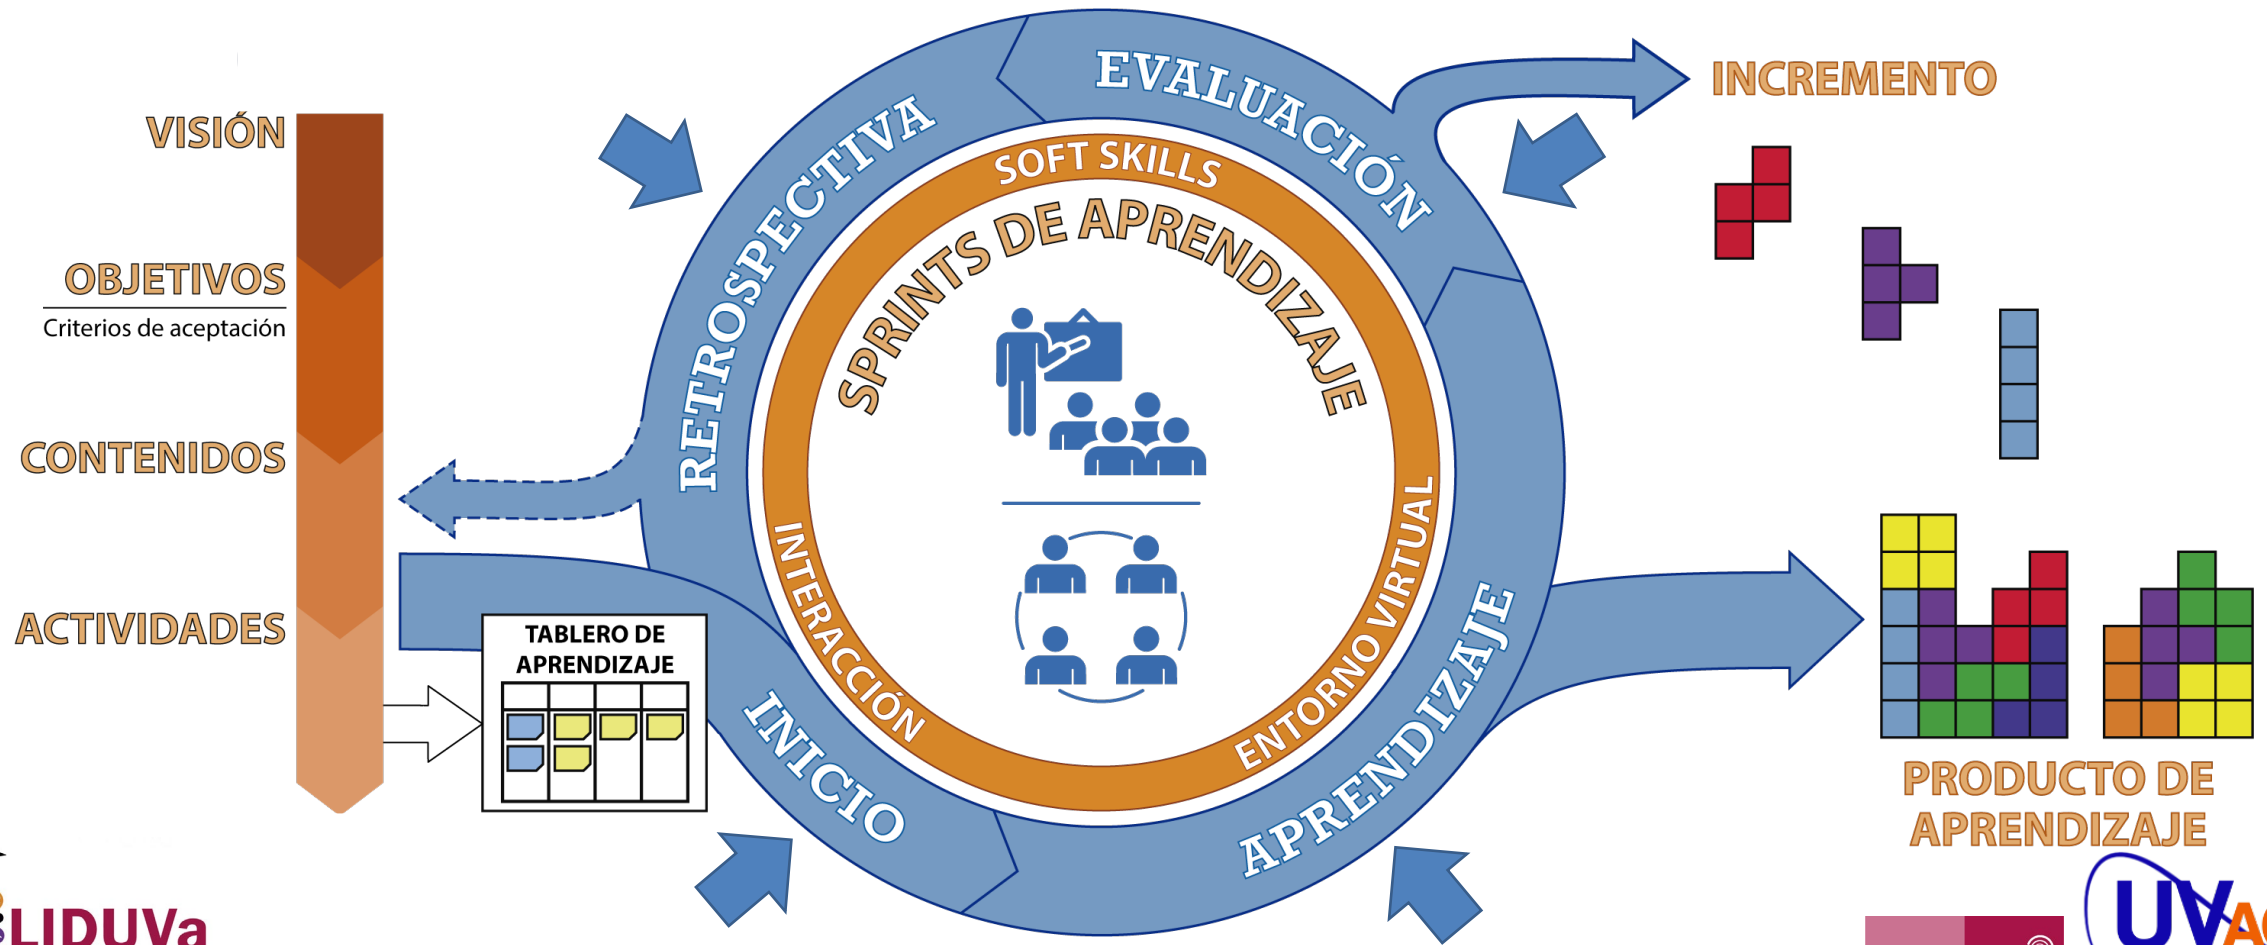 VISIÓN
OBJETIVOS
Criterios de aceptación
CONTENIDOS
ACTIVIDADES
TABLERO DE
APRENDIZAJE
INICIO
APRENDIZAJE
EVALUACIÓN
RETROSPECTIVA
SOFT SKILLS
INTERACCIÓN
ENTORNO VIRTUAL
SPRINTS DE APRENDIZAJE
INCREMENTO
PRODUCTO DE
APRENDIZAJE
LIDUVa
UVA